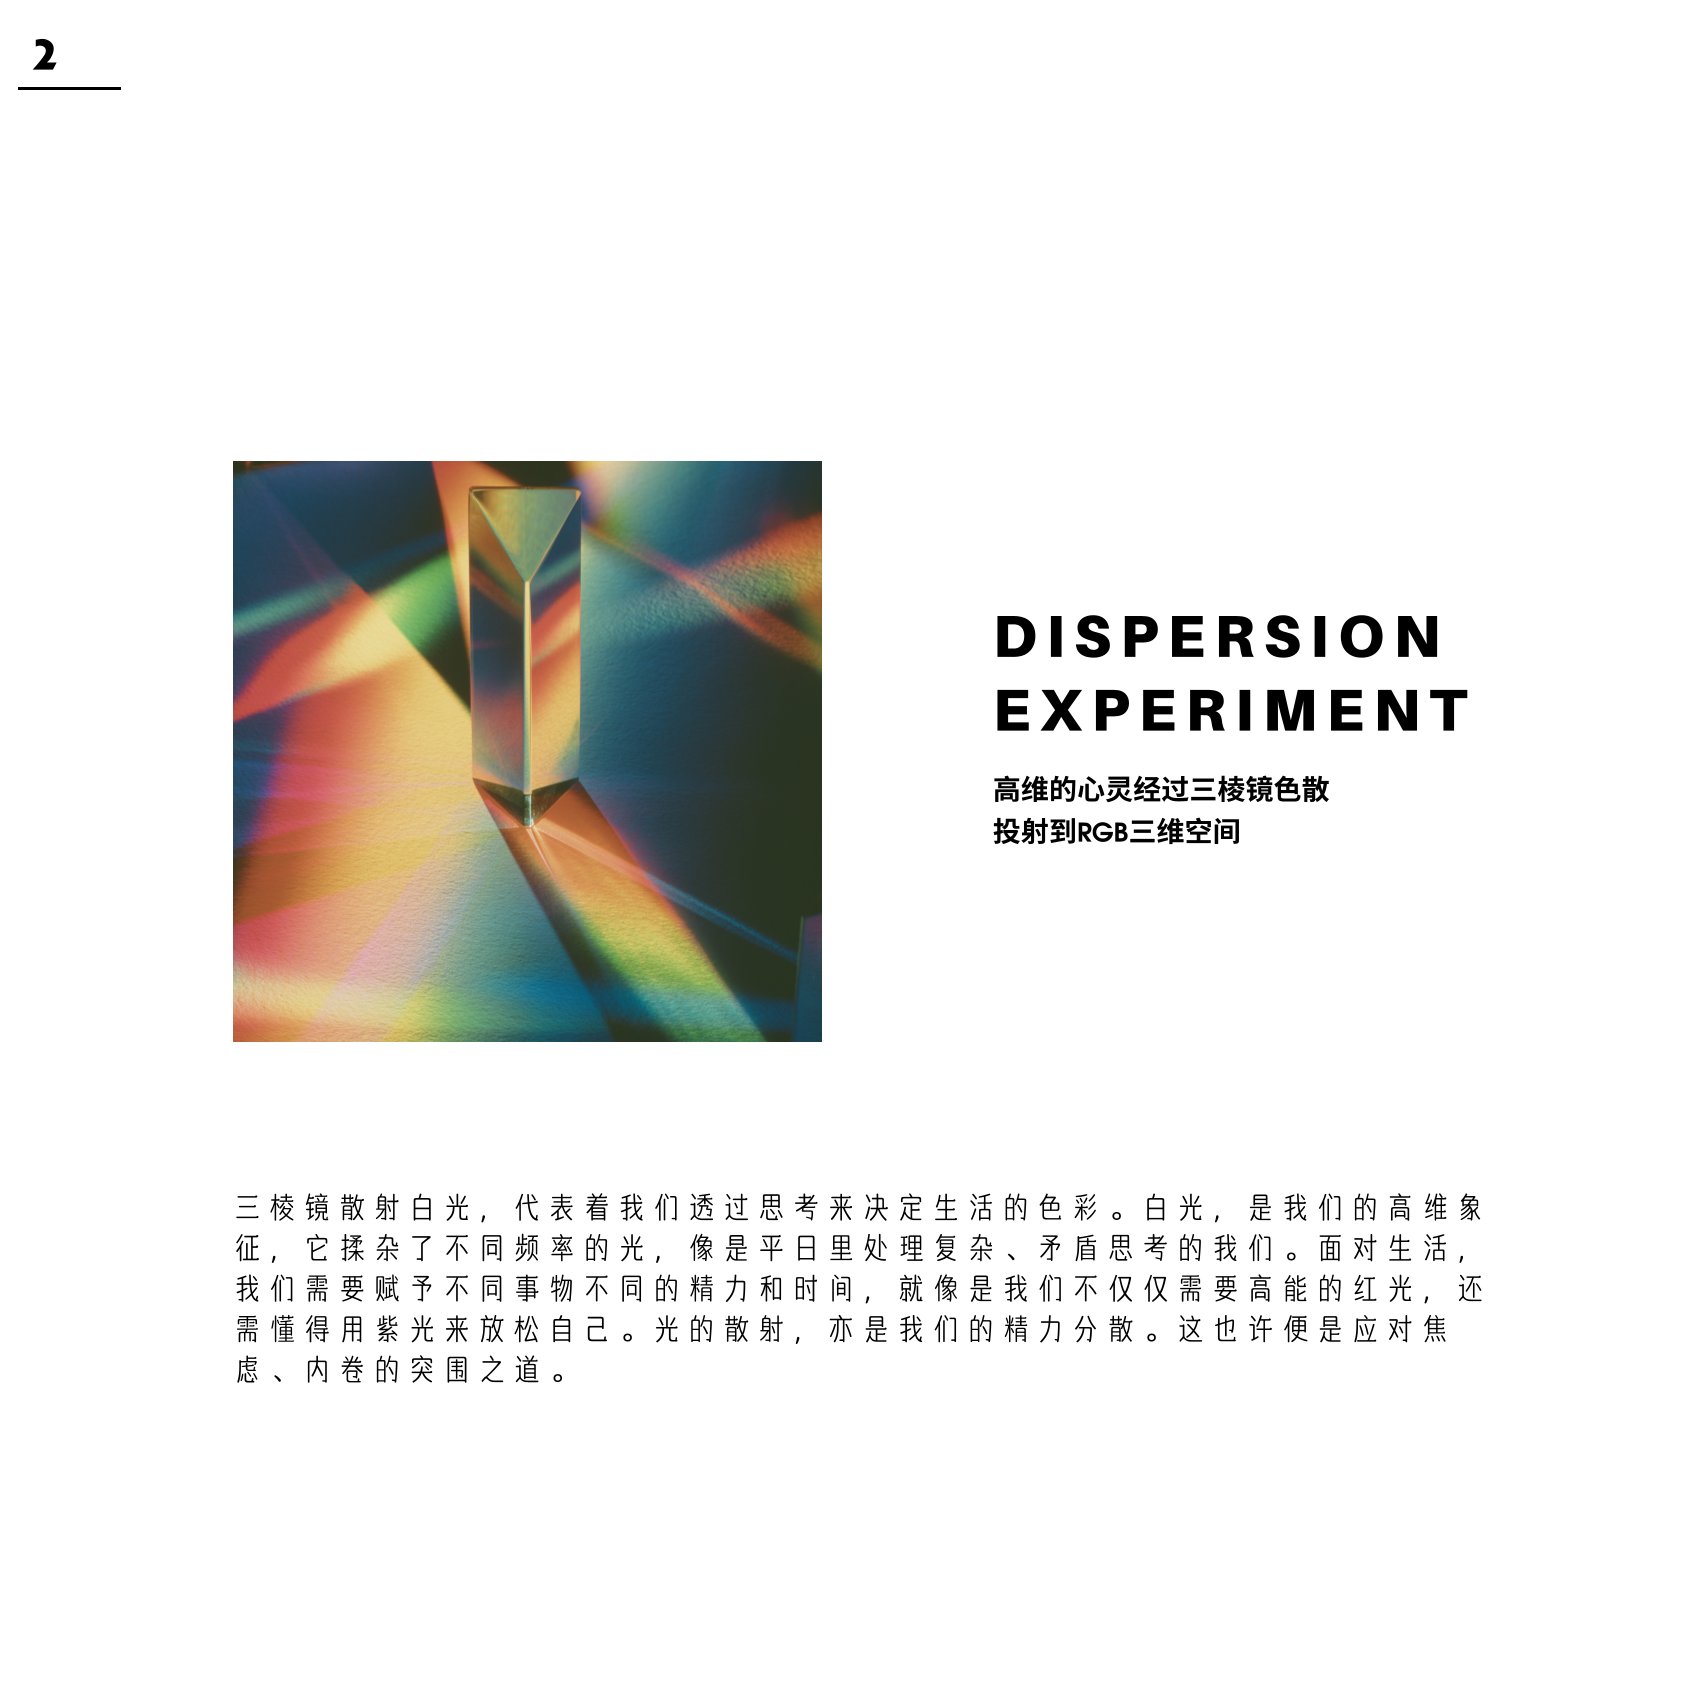 2
DISPERSION
EXPERIMENT
高维的心灵经过三棱镜色散
投射到RGB三维空间
三棱镜散射白光，代表着我们透过思考来决定生活的色彩。白光，是我们的高维象
征，它揉杂了不同频率的光，像是平日里处理复杂、矛盾思考的我们。面对生活，
我们需要赋予不同事物不同的精力和时间，就像是我们不仅仅需要高能的红光，还
需懂得用紫光来放松自己。光的散射，亦是我们的精力分散。这也许便是应对焦
虑、内卷的突围之道。